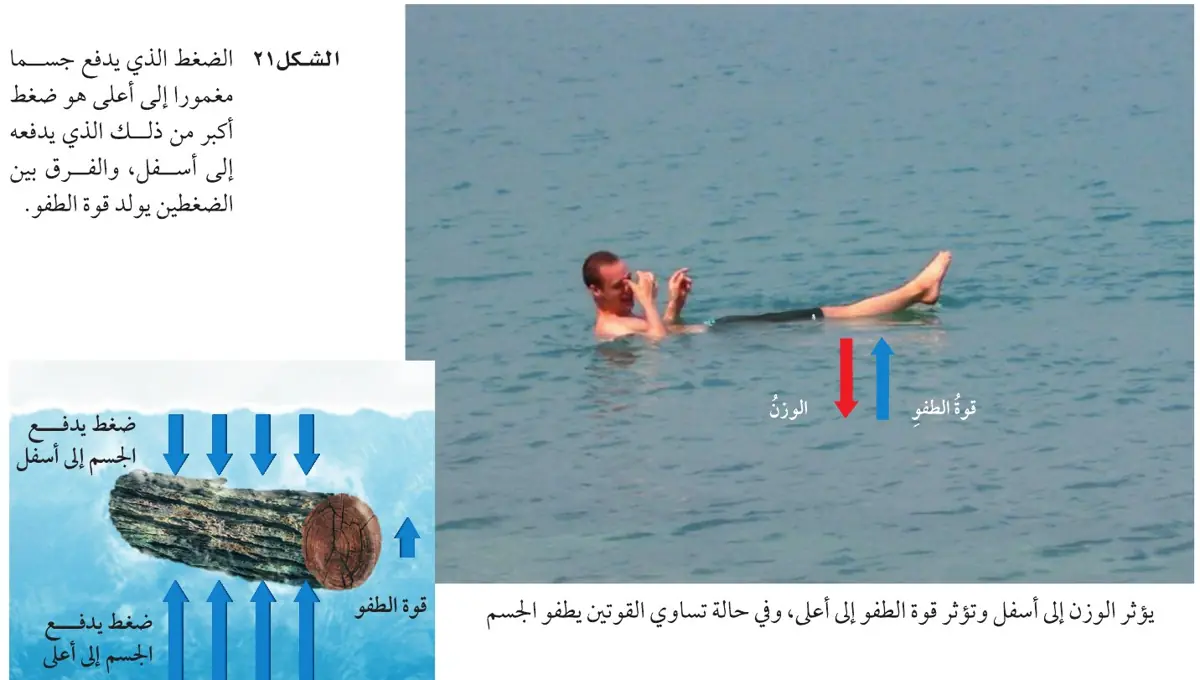 الشكل٢١ الضغط الذي يدفع جسما
مغمورا إلى أعلى هو ضغط
أكبر من ذلك الذي يدفعه
إلى أسفل، والفرق بين
الضغطين يولد قوة الطفو.
قوةُ الطفوِ
الوزنُ
يؤثر الوزن إلى أسفل وتؤثر قوة الطفو إلى أعلى، وفي حالة تساوي القوتين يطفو الجسم
ضغط يدفع
الجسم إلى أسفل
قوة الطفو
ضغط يدفع
الجسم إلى أعلى